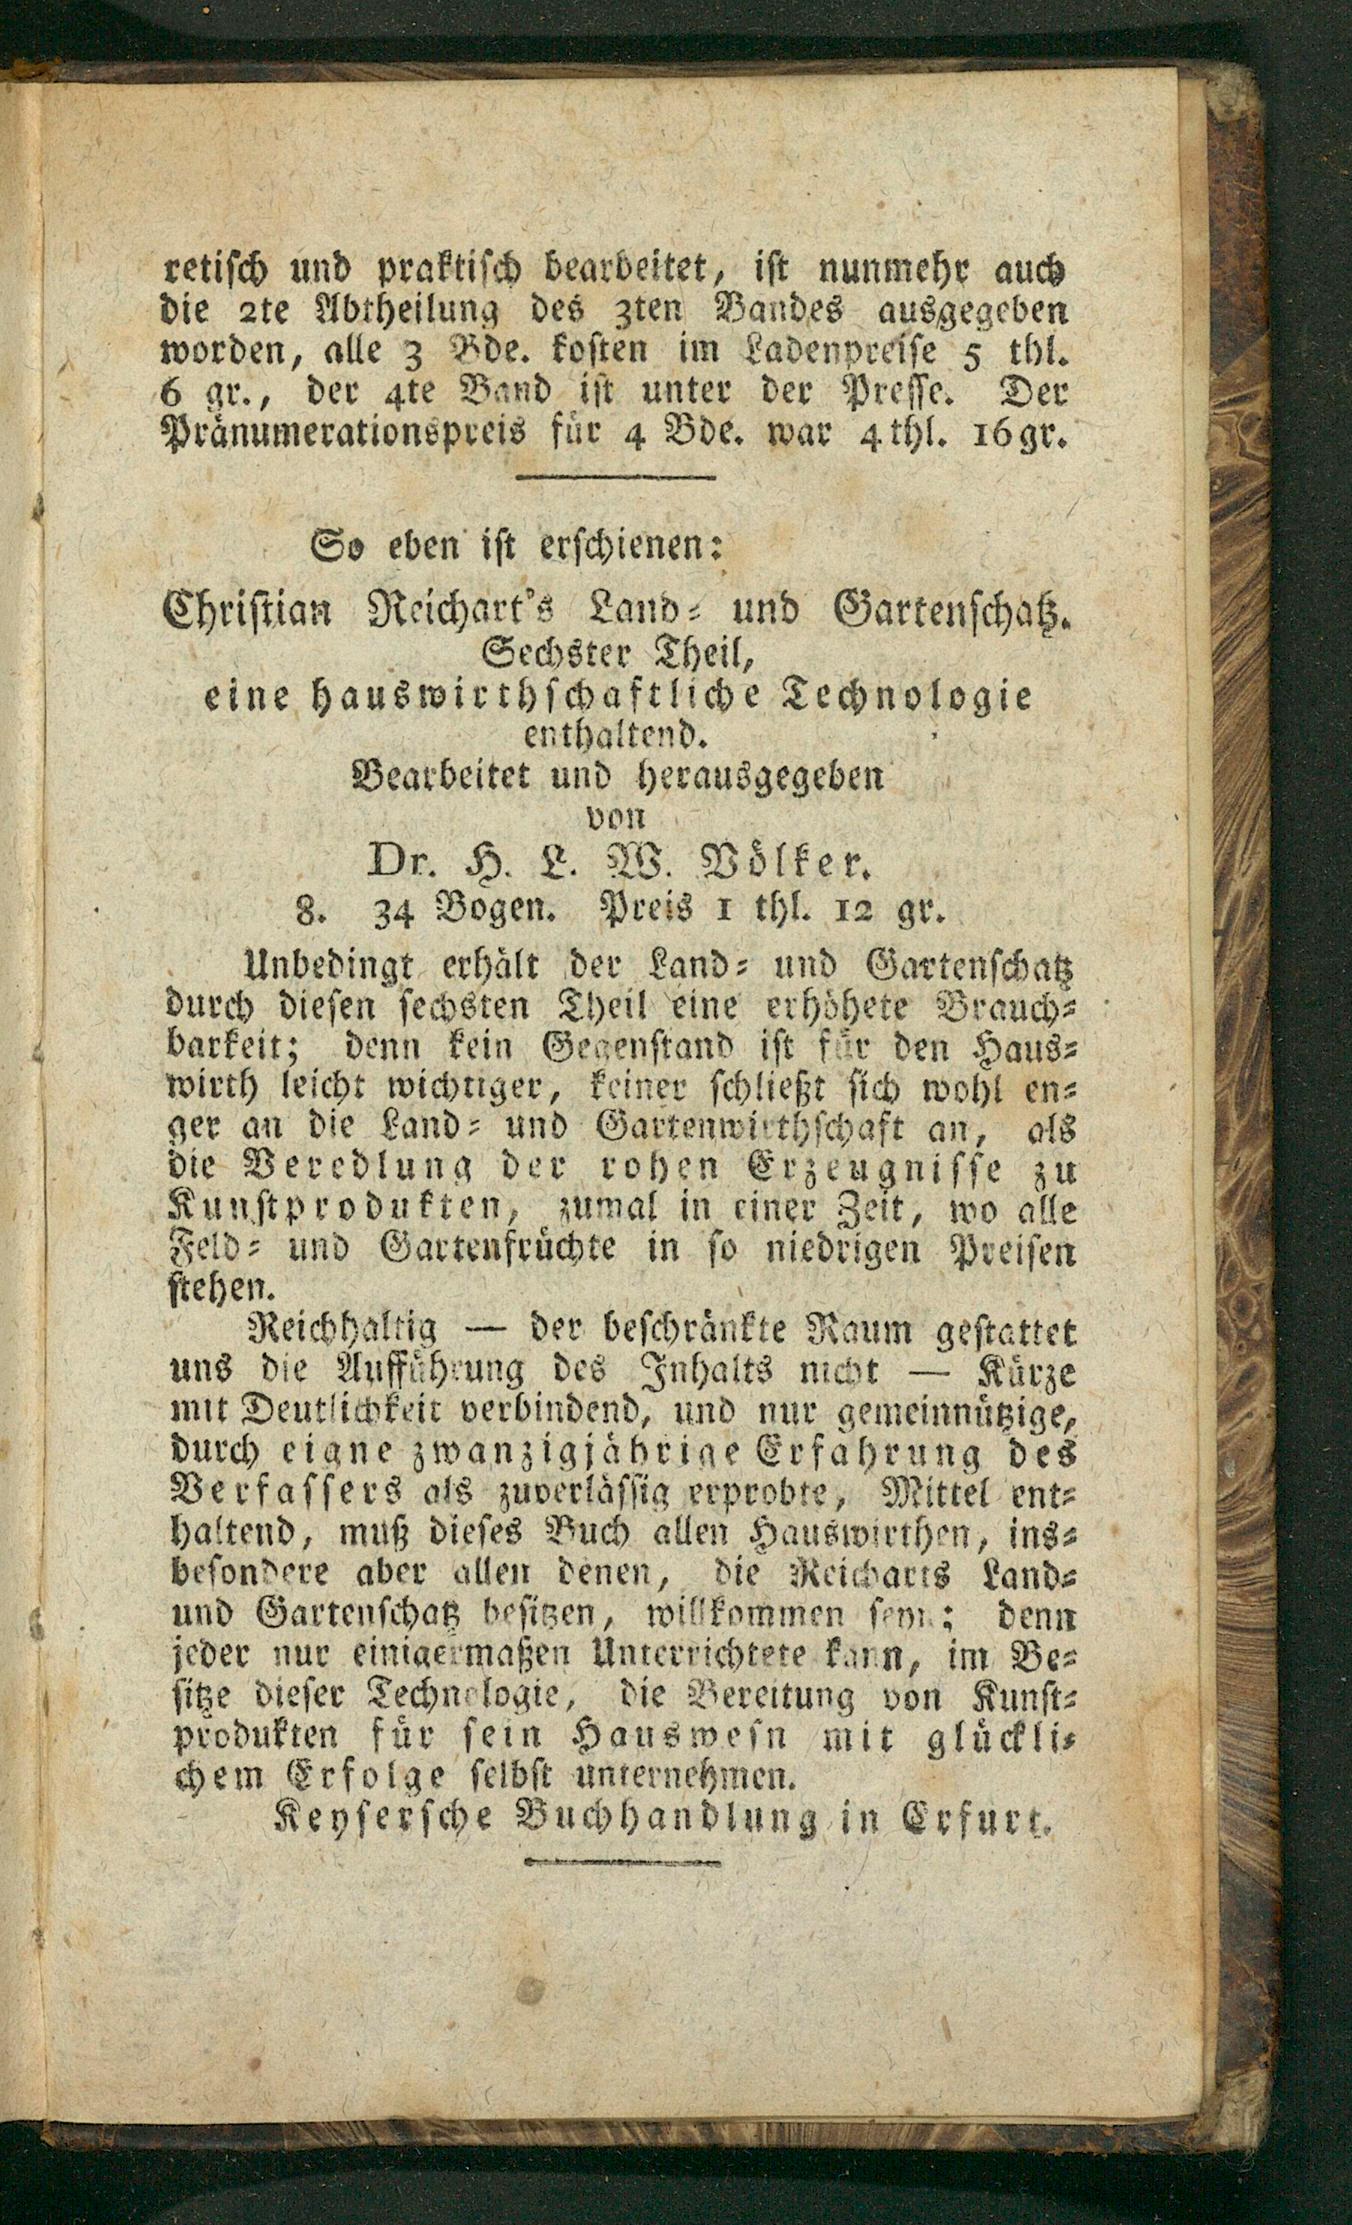 retiſch und praktiſch bearbeitet, iſt nunmehr auch
die 2te Abtheilung des 3ten Bandes ausgegeben
worden, alle 3 Bde. koſten im Ladenpreiſe 5 thl.
6 gr., der 4te Band iſt unter der Preſſe. Der
Pränumerationspreis für 4 Bde. war 4 thl. 16 gr.
So eben iſt erſchienen:
Chriſtian Reichart's Land- und Gartenſchatz.
Sechster Theil,
eine hauswirthſchaftliche Technologie
enthaltend.
Bearbeitet und herausgegeben
von
Dr. H. L. W. Völker.
8. 34 Bogen. Preis 1 thl. 12 gr.
Unbedingt erhält der Land- und Gartenſchatz
durch dieſen ſechsten Theil eine erhöhete Brauch-
barkeit; denn kein Gegenſtand iſt für den Haus-
wirth leicht wichtiger, keiner ſchließt ſich wohl en-
ger an die Land- und Gartenwirthſchaft an, als
die Veredlung der rohen Erzeugniſſe zu
Kunſtprodukten, zumal in einer Zeit, wo alle
Feld- und Gartenfrüchte in ſo niedrigen Preiſen
ſtehen.
Reichhaltig — der beſchränkte Raum geſtattet
uns die Aufführung des Inhalts nicht — Kürze
mit Deutlichkeit verbindend, und nur gemeinnützige,
durch eigne zwanzigjährige Erfahrung des
Verfaſſers als zuverläſſig erprobte, Mittel ent-
haltend, muß dieſes Buch allen Hauswirthen, ins-
beſondere aber allen denen, die Reicharts Land-
und Gartenſchatz beſitzen, willkommen ſeyn; denn
jeder nur einigermaßen Unterrichtete kann, im Be-
ſitze dieſer Technologie, die Bereitung von Kunſt-
produkten für ſein Hausweſn mit glückli-
chem Erfolge ſelbſt unternehmen.
Keyſerſche Buchhandlung in Erfurt.